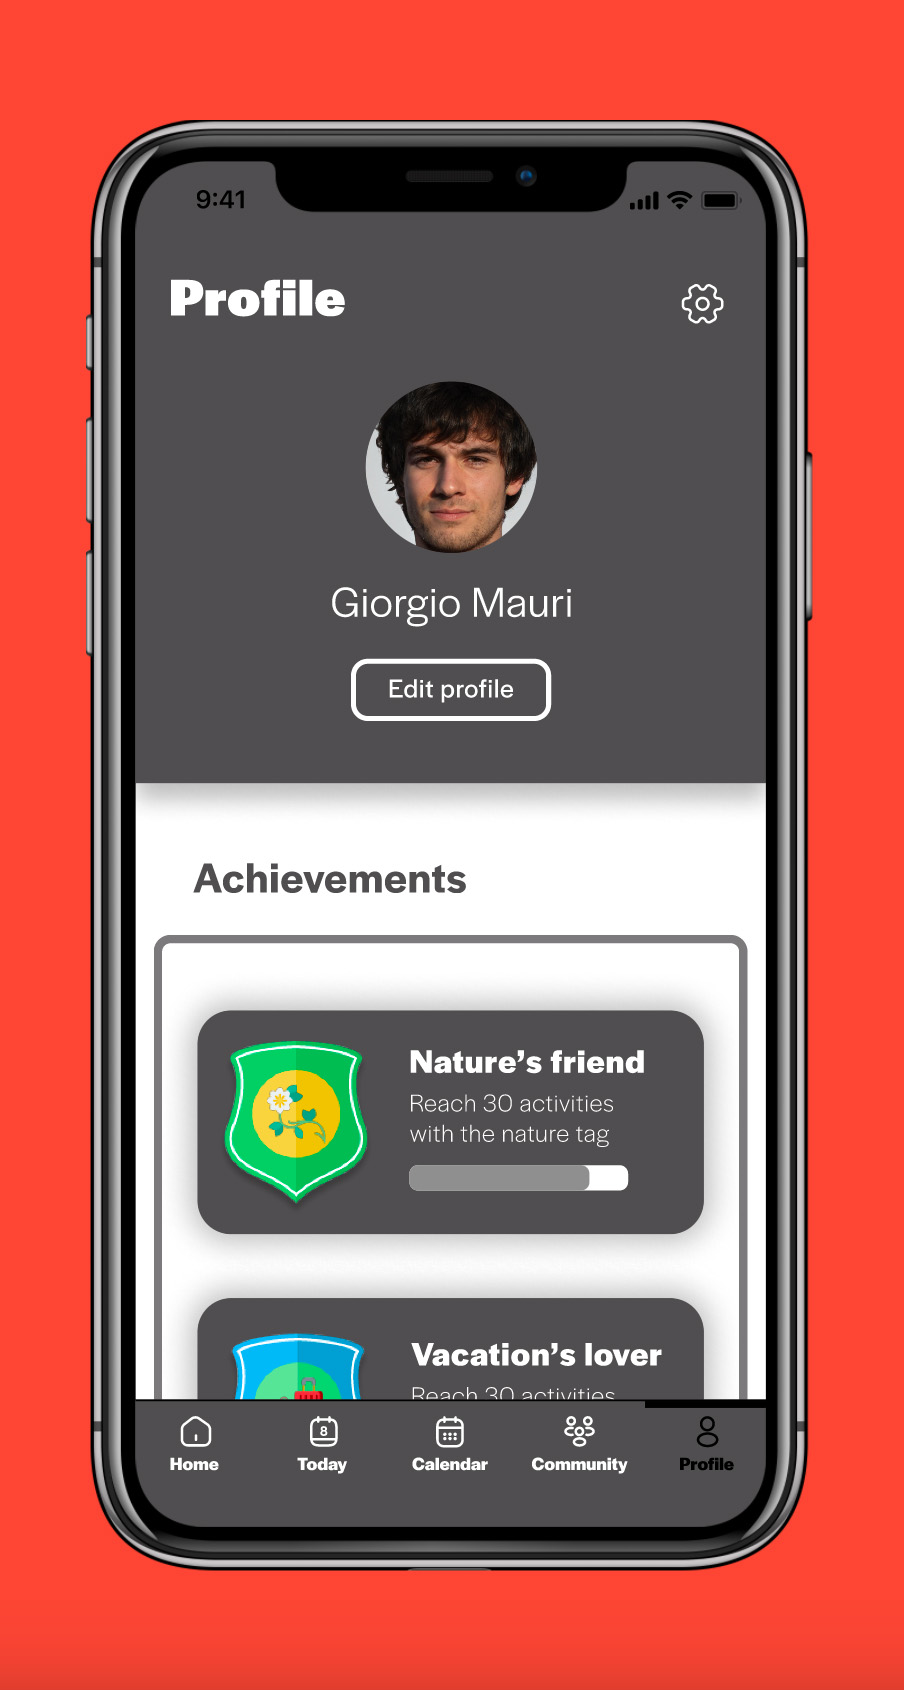 9:41
Profile
Giorgio Mauri
Edit profile
Achievements
Nature’s friend
Reach 30 activities
with the nature tag
Vacation’s lover
Reach 30 activities
8
Home
Today
Calendar
Community
Profile